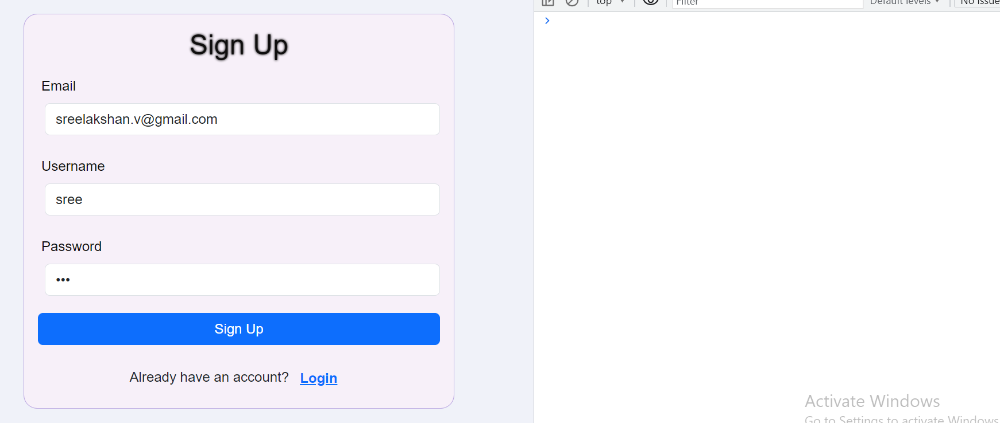 top
Filter
Default levels
No Issue
Sign Up
Email
sreelakshan.v@gmail.com
Username
sree
Password
•••
Sign Up
Already have an account? Login
Activate Windows
Go to Settings to activate Windows